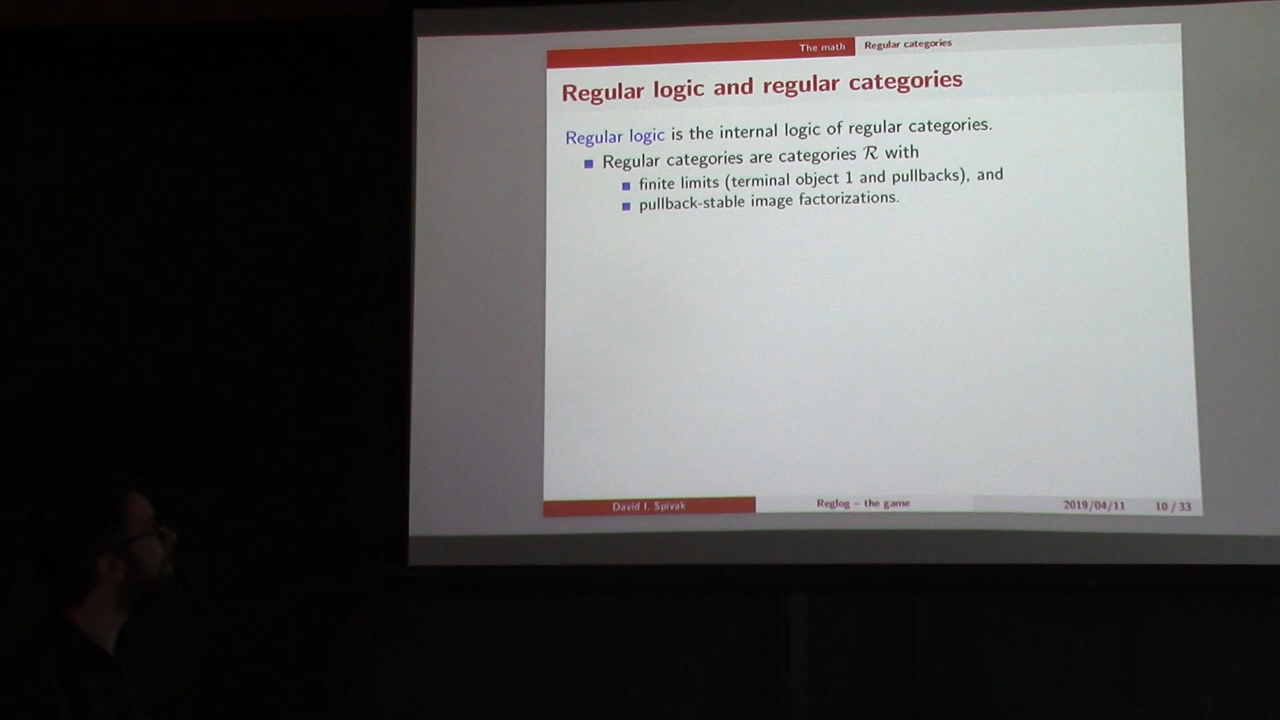 The math Regular categories
Regular logic and regular categories
Regular logic is the internal logic of regular categories.
Regular categories are categories ℛ with
finite limits (terminal object 1 and pullbacks), and
pullback-stable image factorizations.
David I. Spivak Reglog – the game 2019/04/11 10 / 33